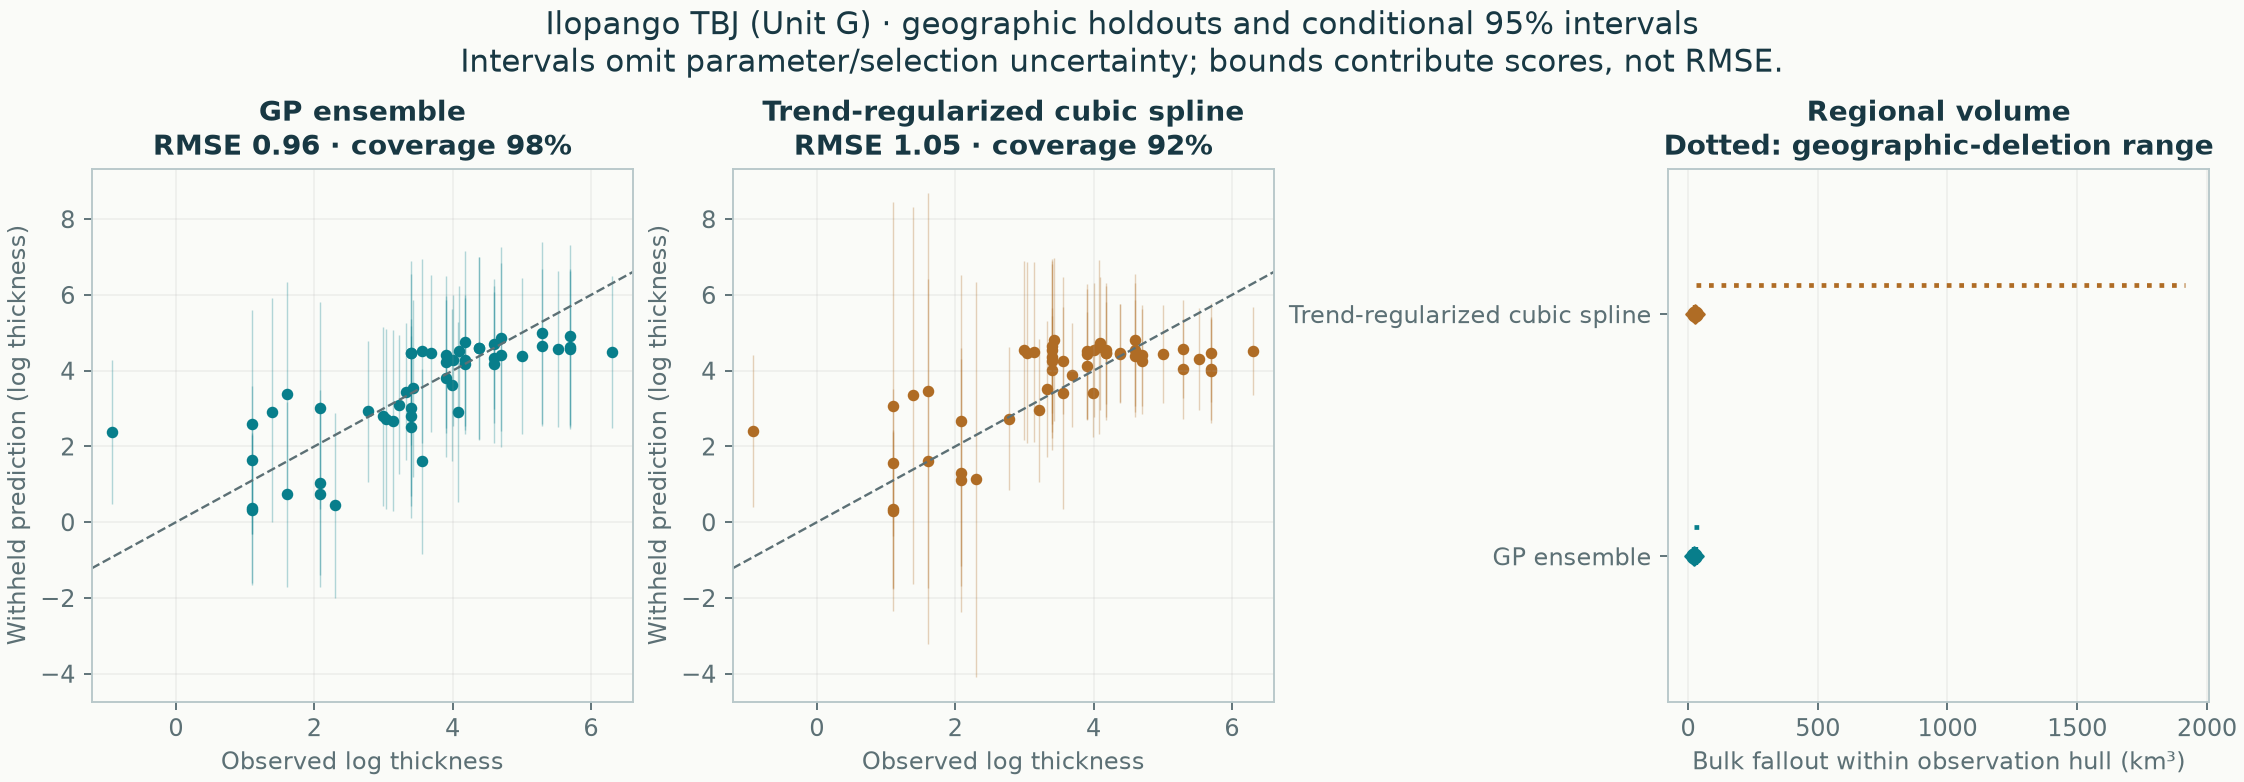 Ilopango TBJ (Unit G) · geographic holdouts and conditional 95% intervals
Intervals omit parameter/selection uncertainty; bounds contribute scores, not RMSE.
GP ensemble
RMSE 0.96 · coverage 98%
Withheld prediction (log thickness)
8
6
4
2
0
−2
−4
0
2
4
6
Observed log thickness
Trend-regularized cubic spline
RMSE 1.05 · coverage 92%
Withheld prediction (log thickness)
8
6
4
2
0
−2
−4
0
2
4
6
Observed log thickness
Regional volume
Dotted: geographic-deletion range
Trend-regularized cubic spline
GP ensemble
0
500
1000
1500
2000
Bulk fallout within observation hull (km³)